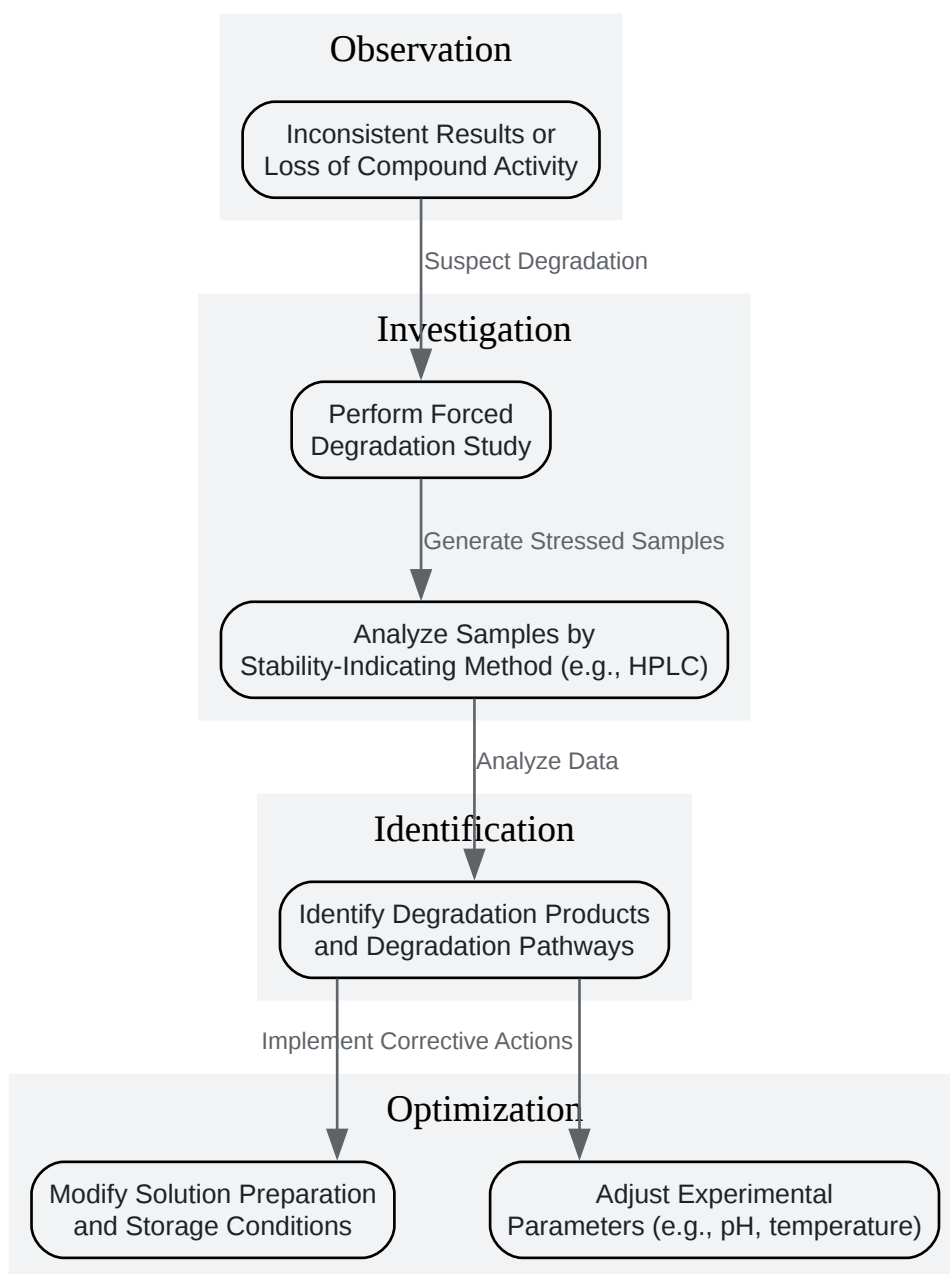 Observation
Inconsistent Results or
Loss of Compound Activity
Suspect Degradation
Investigation
Perform Forced
Degradation Study
Generate Stressed Samples
Analyze Samples by
Stability-Indicating Method (e.g., HPLC)
Analyze Data
Identification
Identify Degradation Products
and Degradation Pathways
Implement Corrective Actions
Optimization
Modify Solution Preparation
and Storage Conditions
Adjust Experimental
Parameters (e.g., pH, temperature)